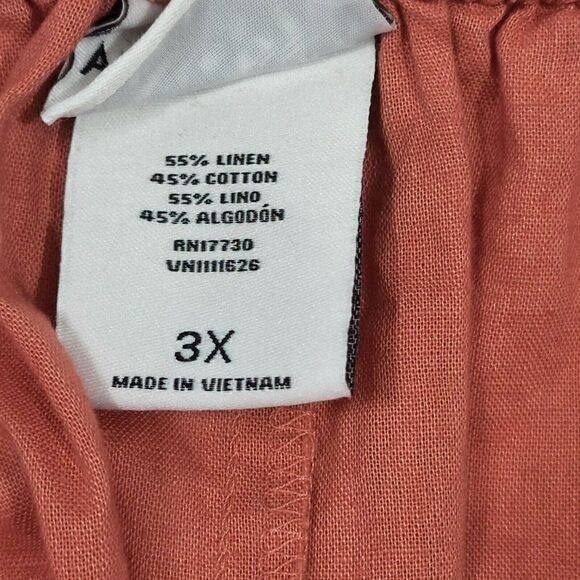 55% LINEN
45% COTTON
55% LINO
45% ALGODÓN
RN17730
VN1111626
3X
MADE IN VIETNAM